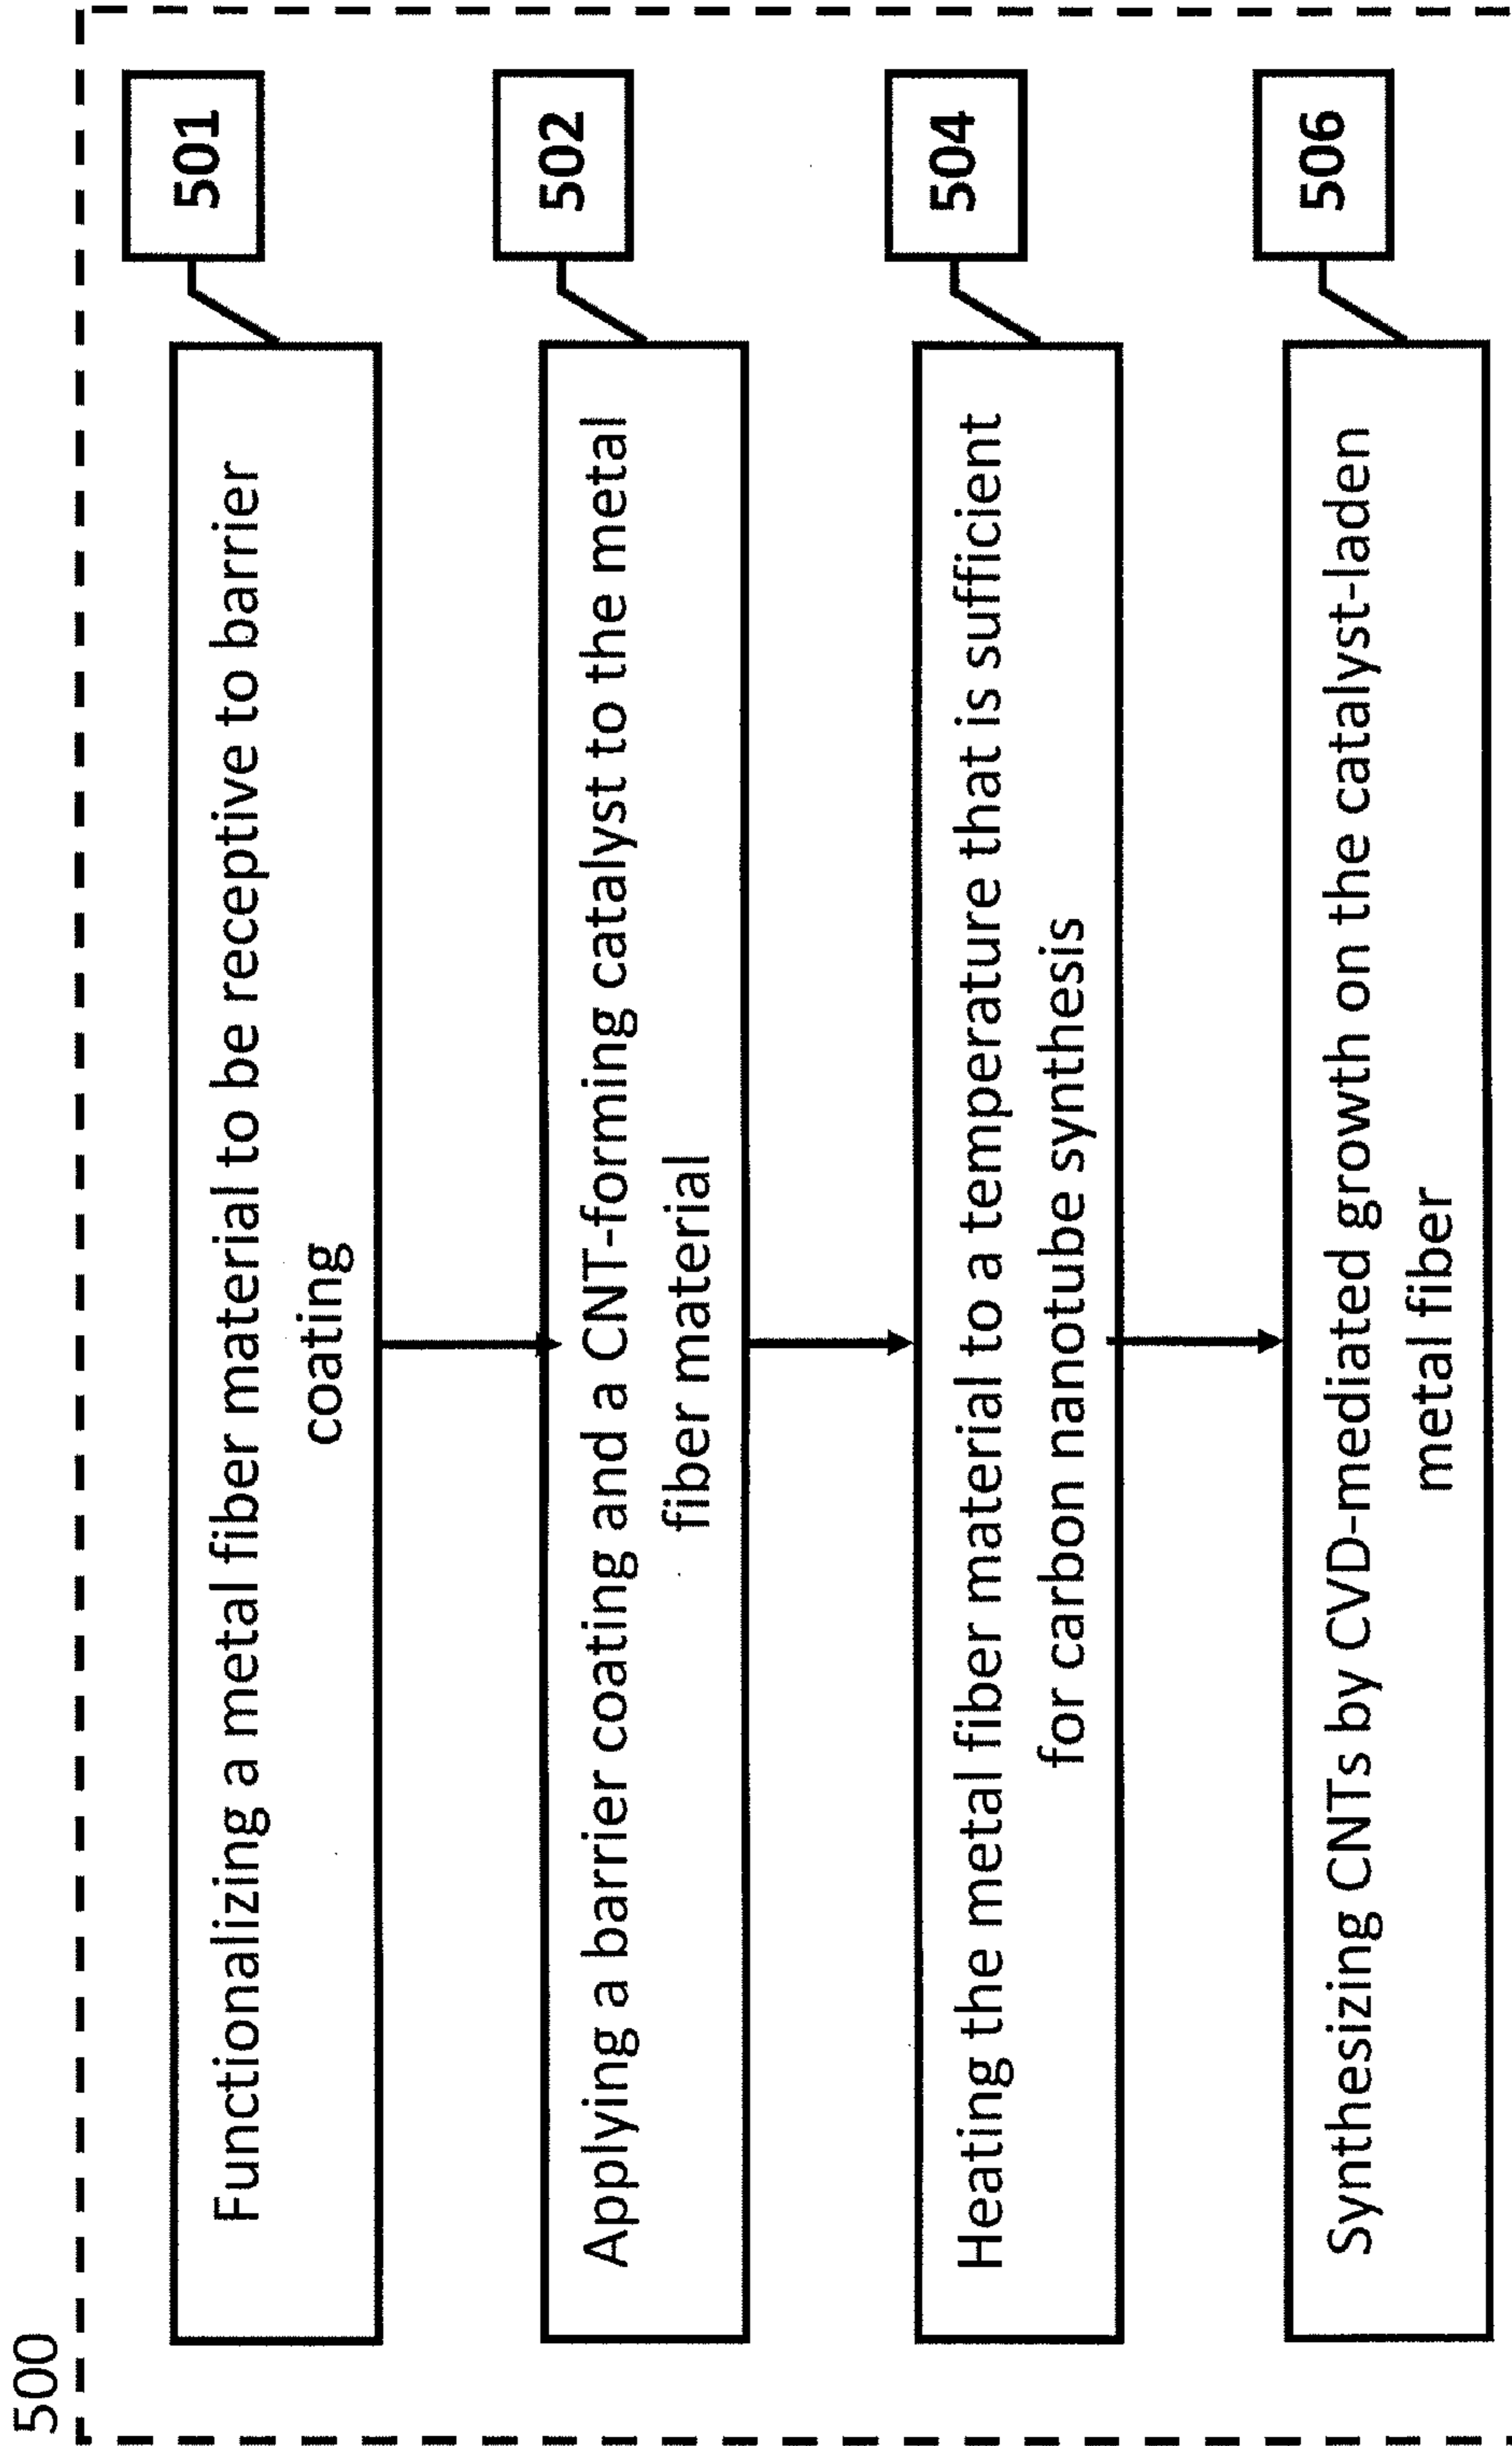 500
Functionalizing a metal fiber material to be receptive to barrier
coating
501
Applying a barrier coating and a CNT-forming catalyst to the metal
fiber material
502
Heating the metal fiber material to a temperature that is sufficient
for carbon nanotube synthesis
504
Synthesizing CNTs by CVD-mediated growth on the catalyst-laden
metal fiber
506